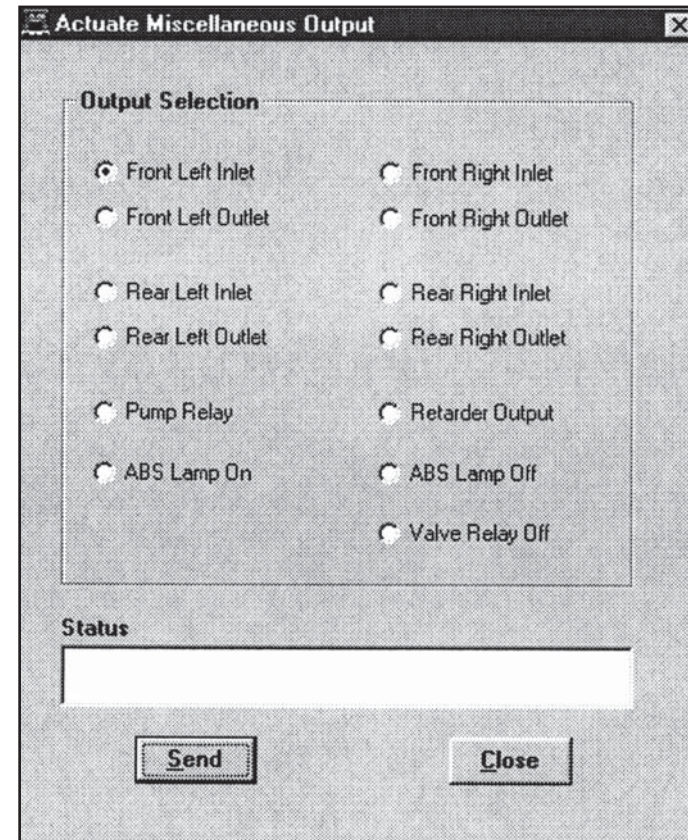 Actuate Miscellaneous Output
Output Selection
Front Left Inlet
Front Right Inlet
Front Left Outlet
Front Right Outlet
Rear Left Inlet
Rear Right Inlet
Rear Left Outlet
Rear Right Outlet
Pump Relay
Retarder Output
ABS Lamp On
ABS Lamp Off
Valve Relay Off
Status
Send
Close